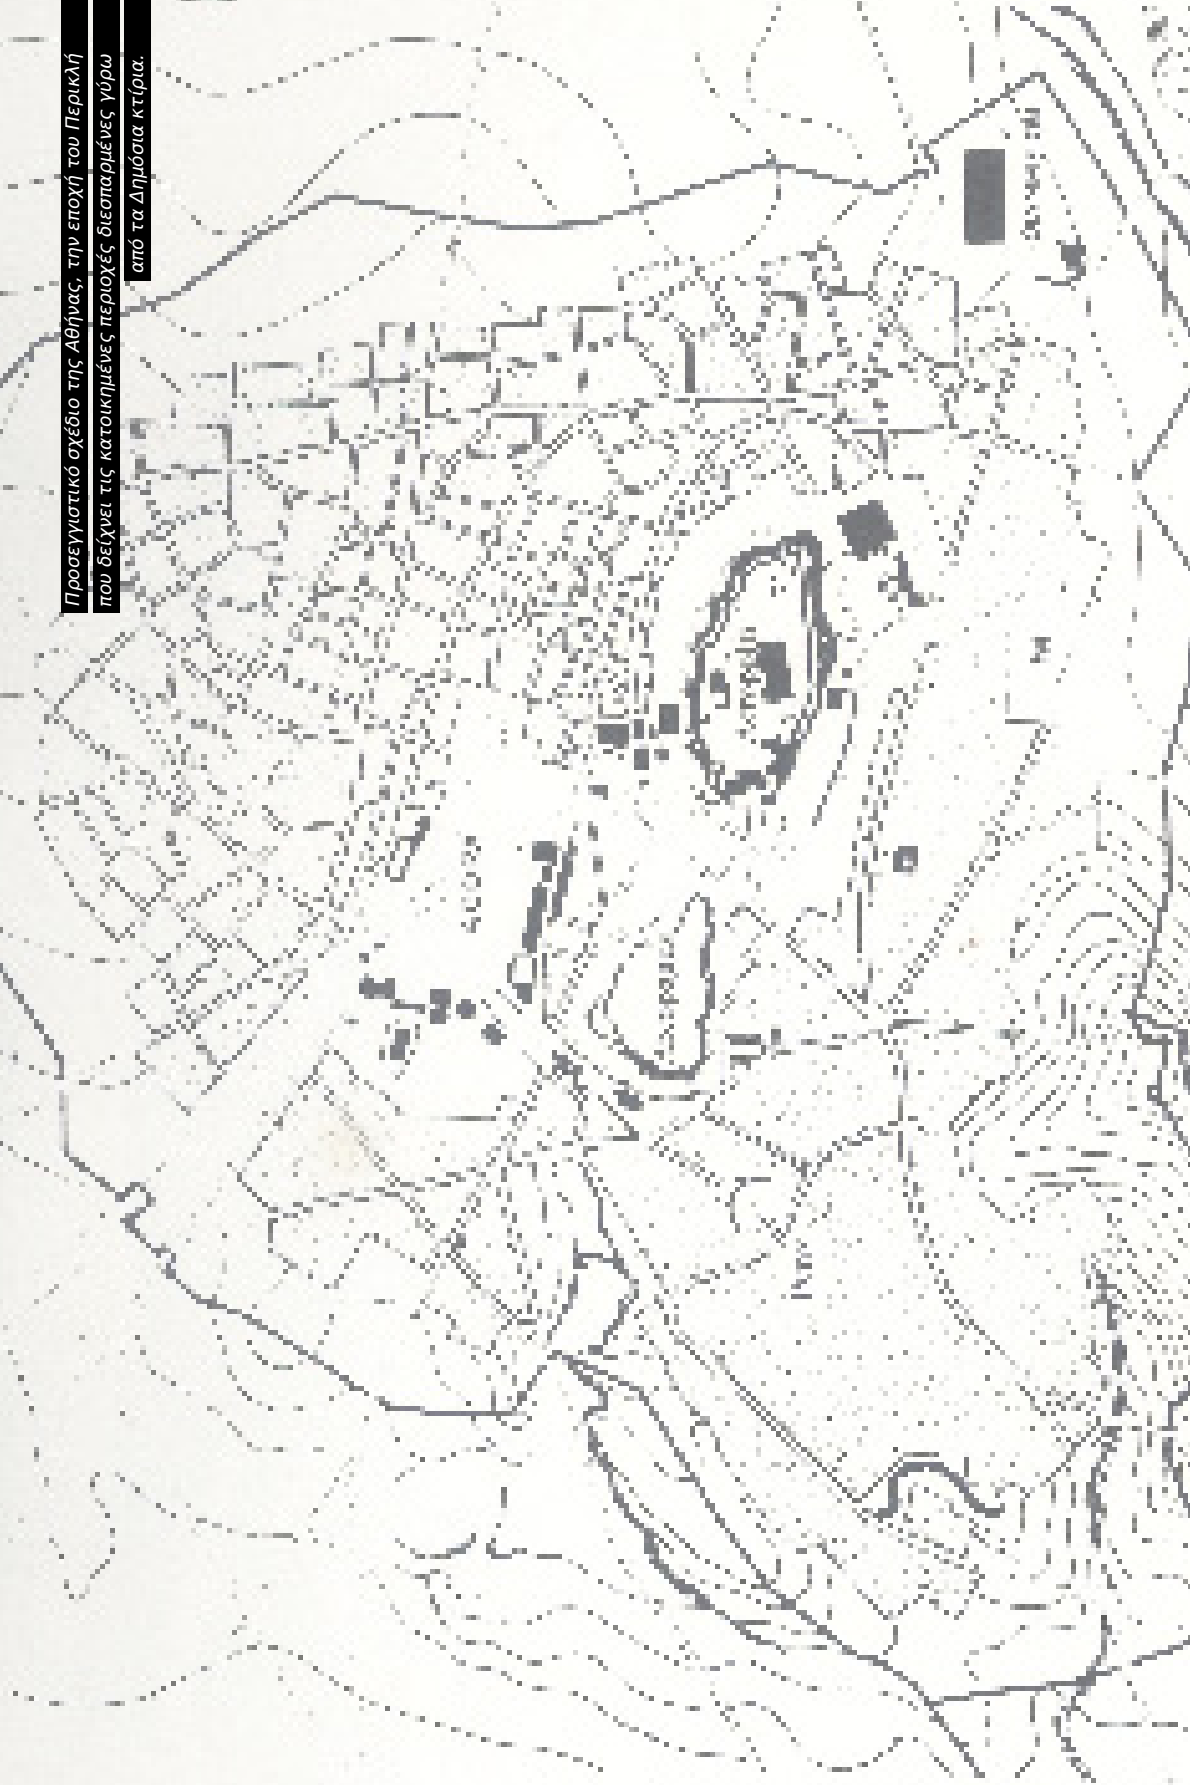 Προσεγγιστικό σχέδιο της Αθήνας, την εποχή του Περικλή
που δείχνει τις κατοικημένες περιοχές διεσπαρμένες γύρω
από τα Δημόσια κτίρια.